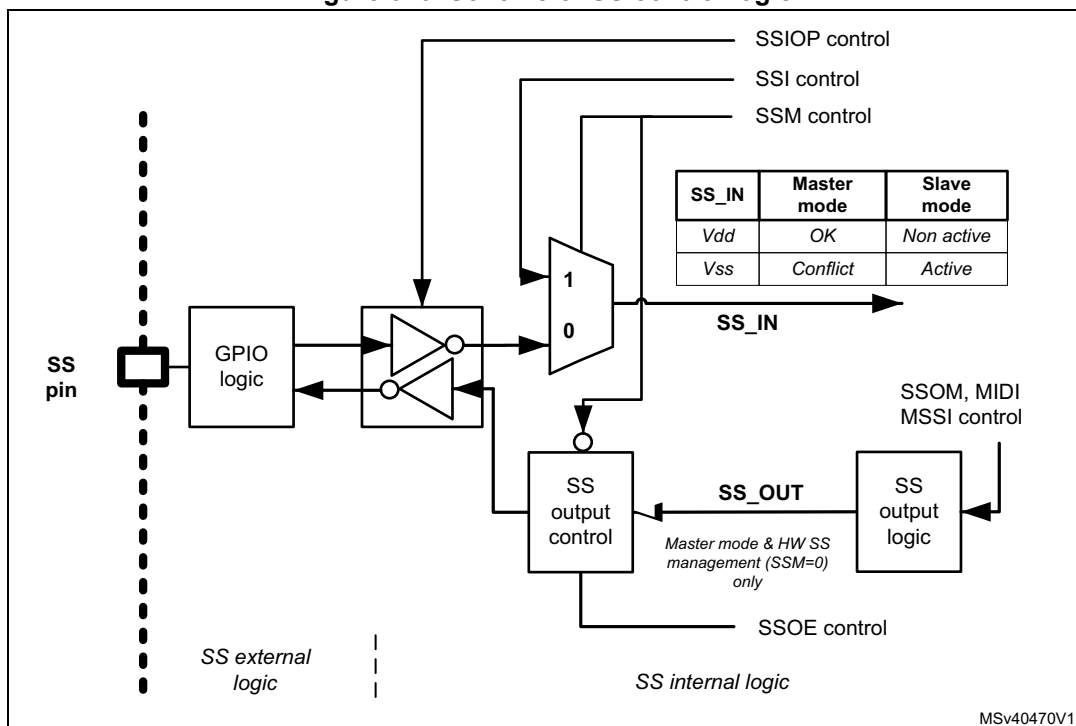 SSIOP control
SSI control
SSM control
SS_IN Master mode Slave mode
Vdd OK Non active
Vss Conflict Active
1
0
SS_IN
SS
pin
GPIO
logic
SSOM, MIDI
MSSI control
SS
output
control
SS_OUT
SS
output
logic
Master mode & HW SS
management (SSM=0)
only
SSOE control
SS external
logic
SS internal logic
MSv40470V1